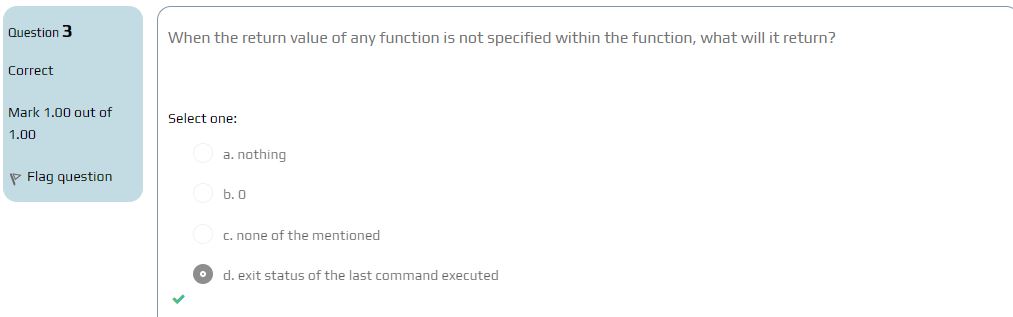 Question 3
Correct
Mark 1.00 out of
1.00
Flag question
When the return value of any function is not specified within the function, what will it return?
Select one:
a. nothing
b. 0
c. none of the mentioned
d. exit status of the last command executed